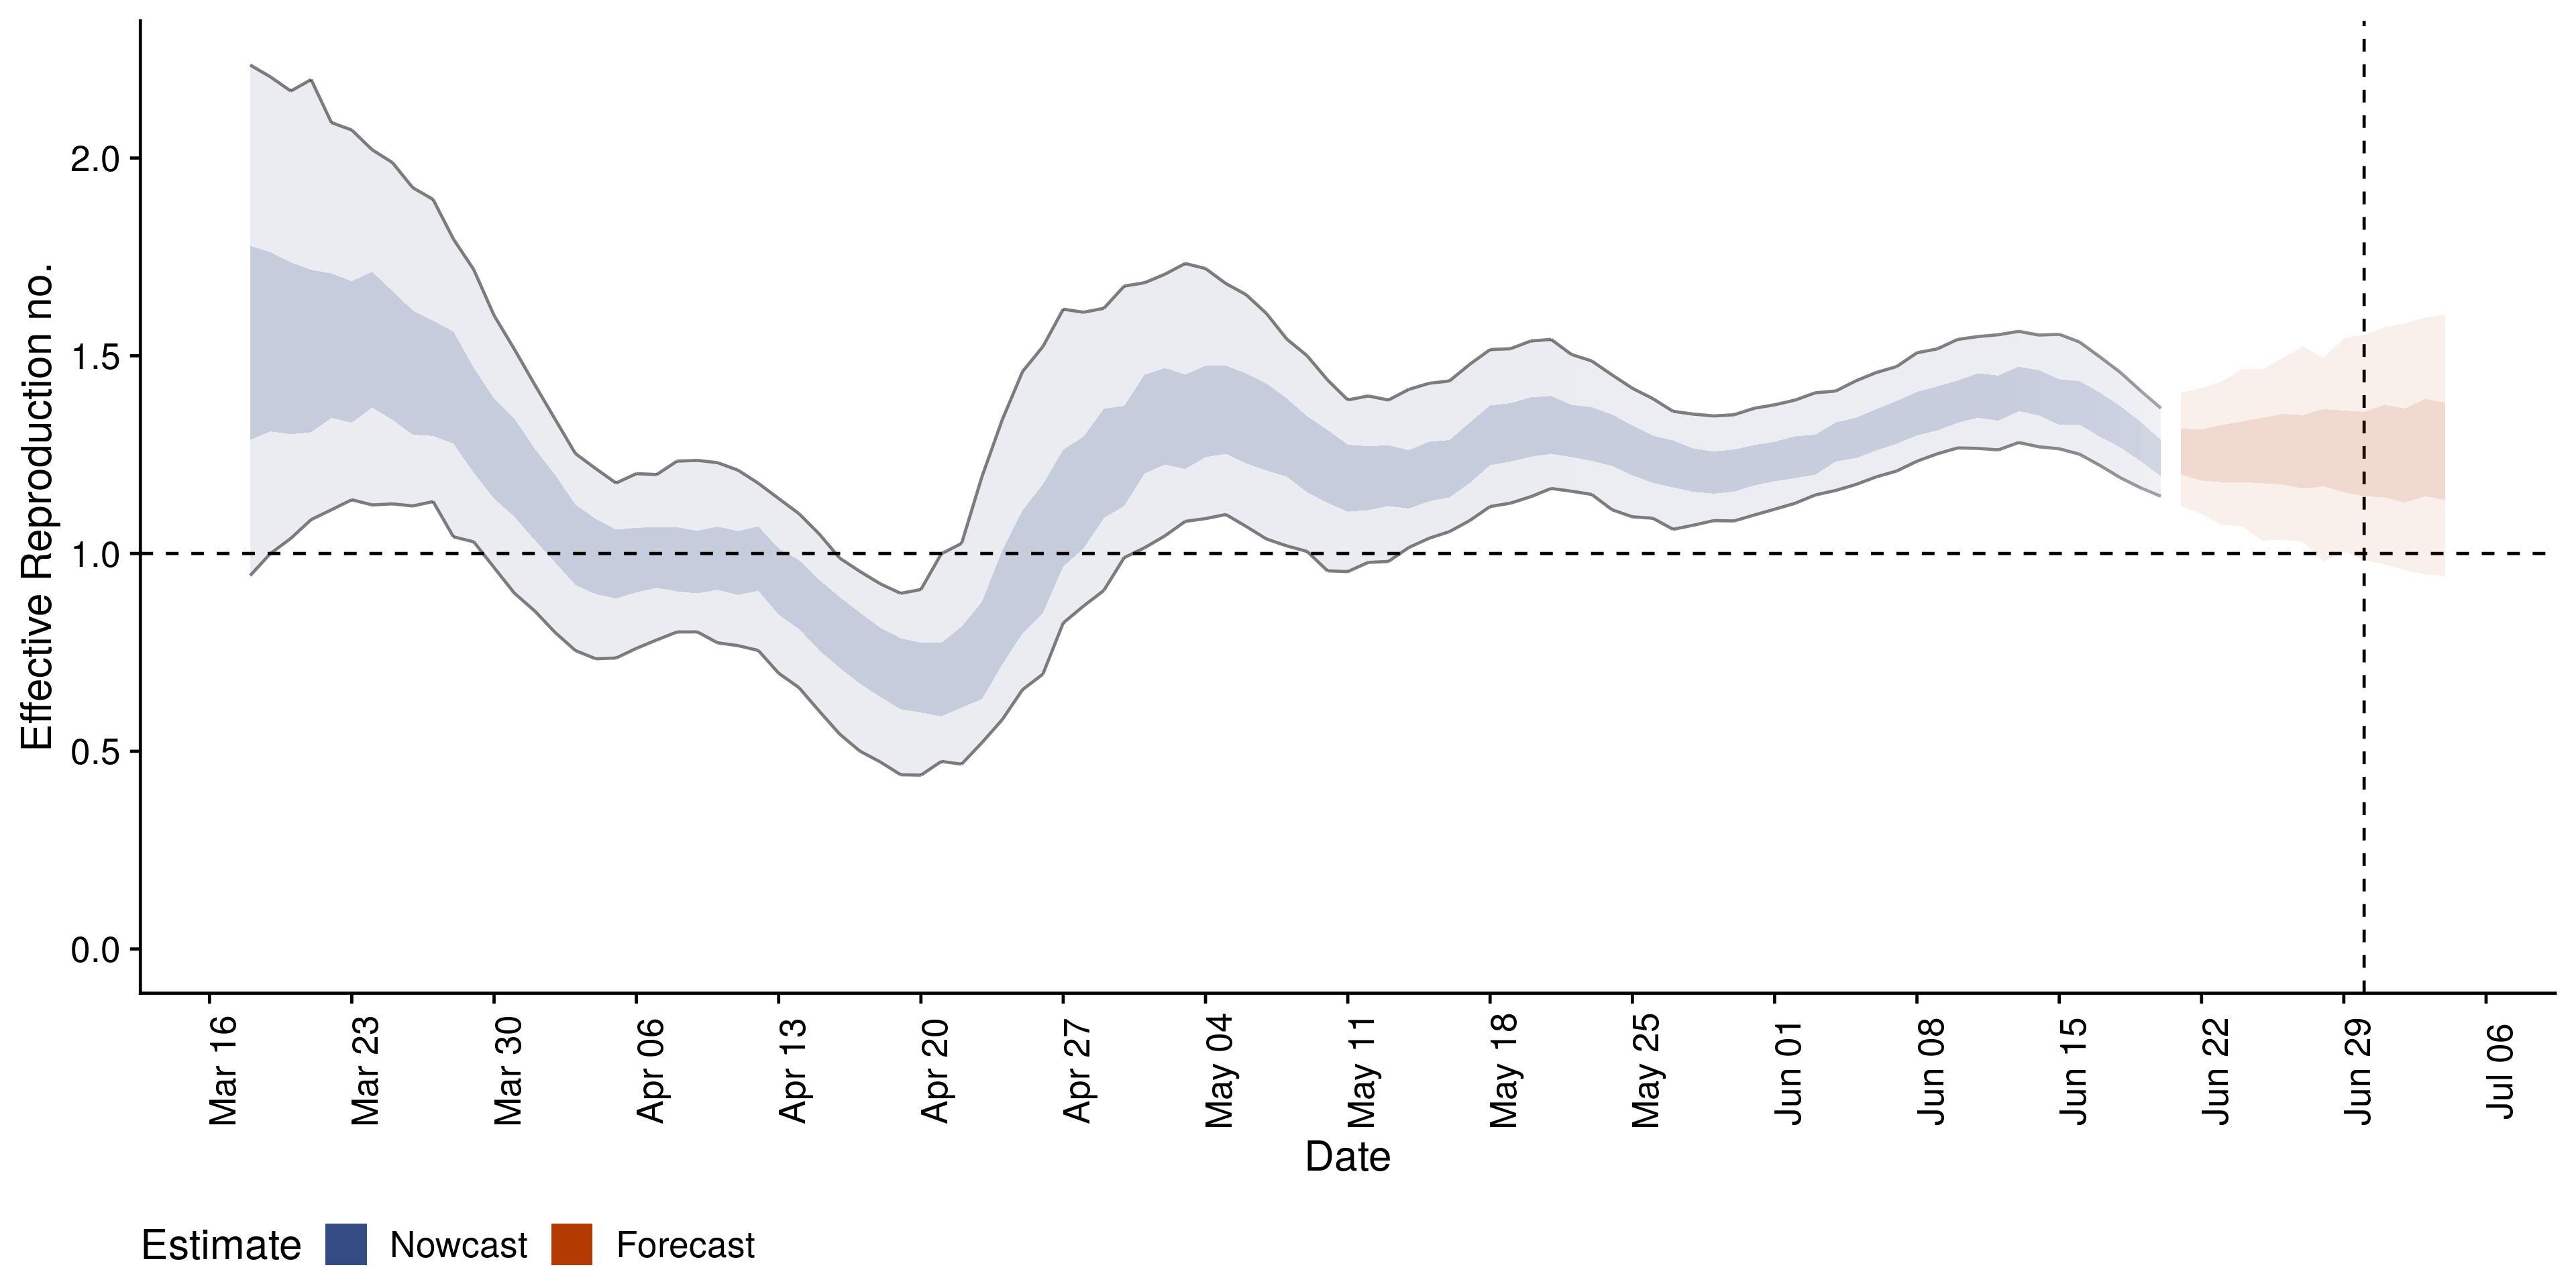 Effective Reproduction no.
2.0
1.5
1.0
0.5
0.0
Mar 16
Mar 23
Mar 30
Apr 06
Apr 13
Apr 20
Apr 27
May 04
May 11
May 18
May 25
Jun 01
Jun 08
Jun 15
Jun 22
Jun 29
Jul 06
Date
Estimate Nowcast Forecast